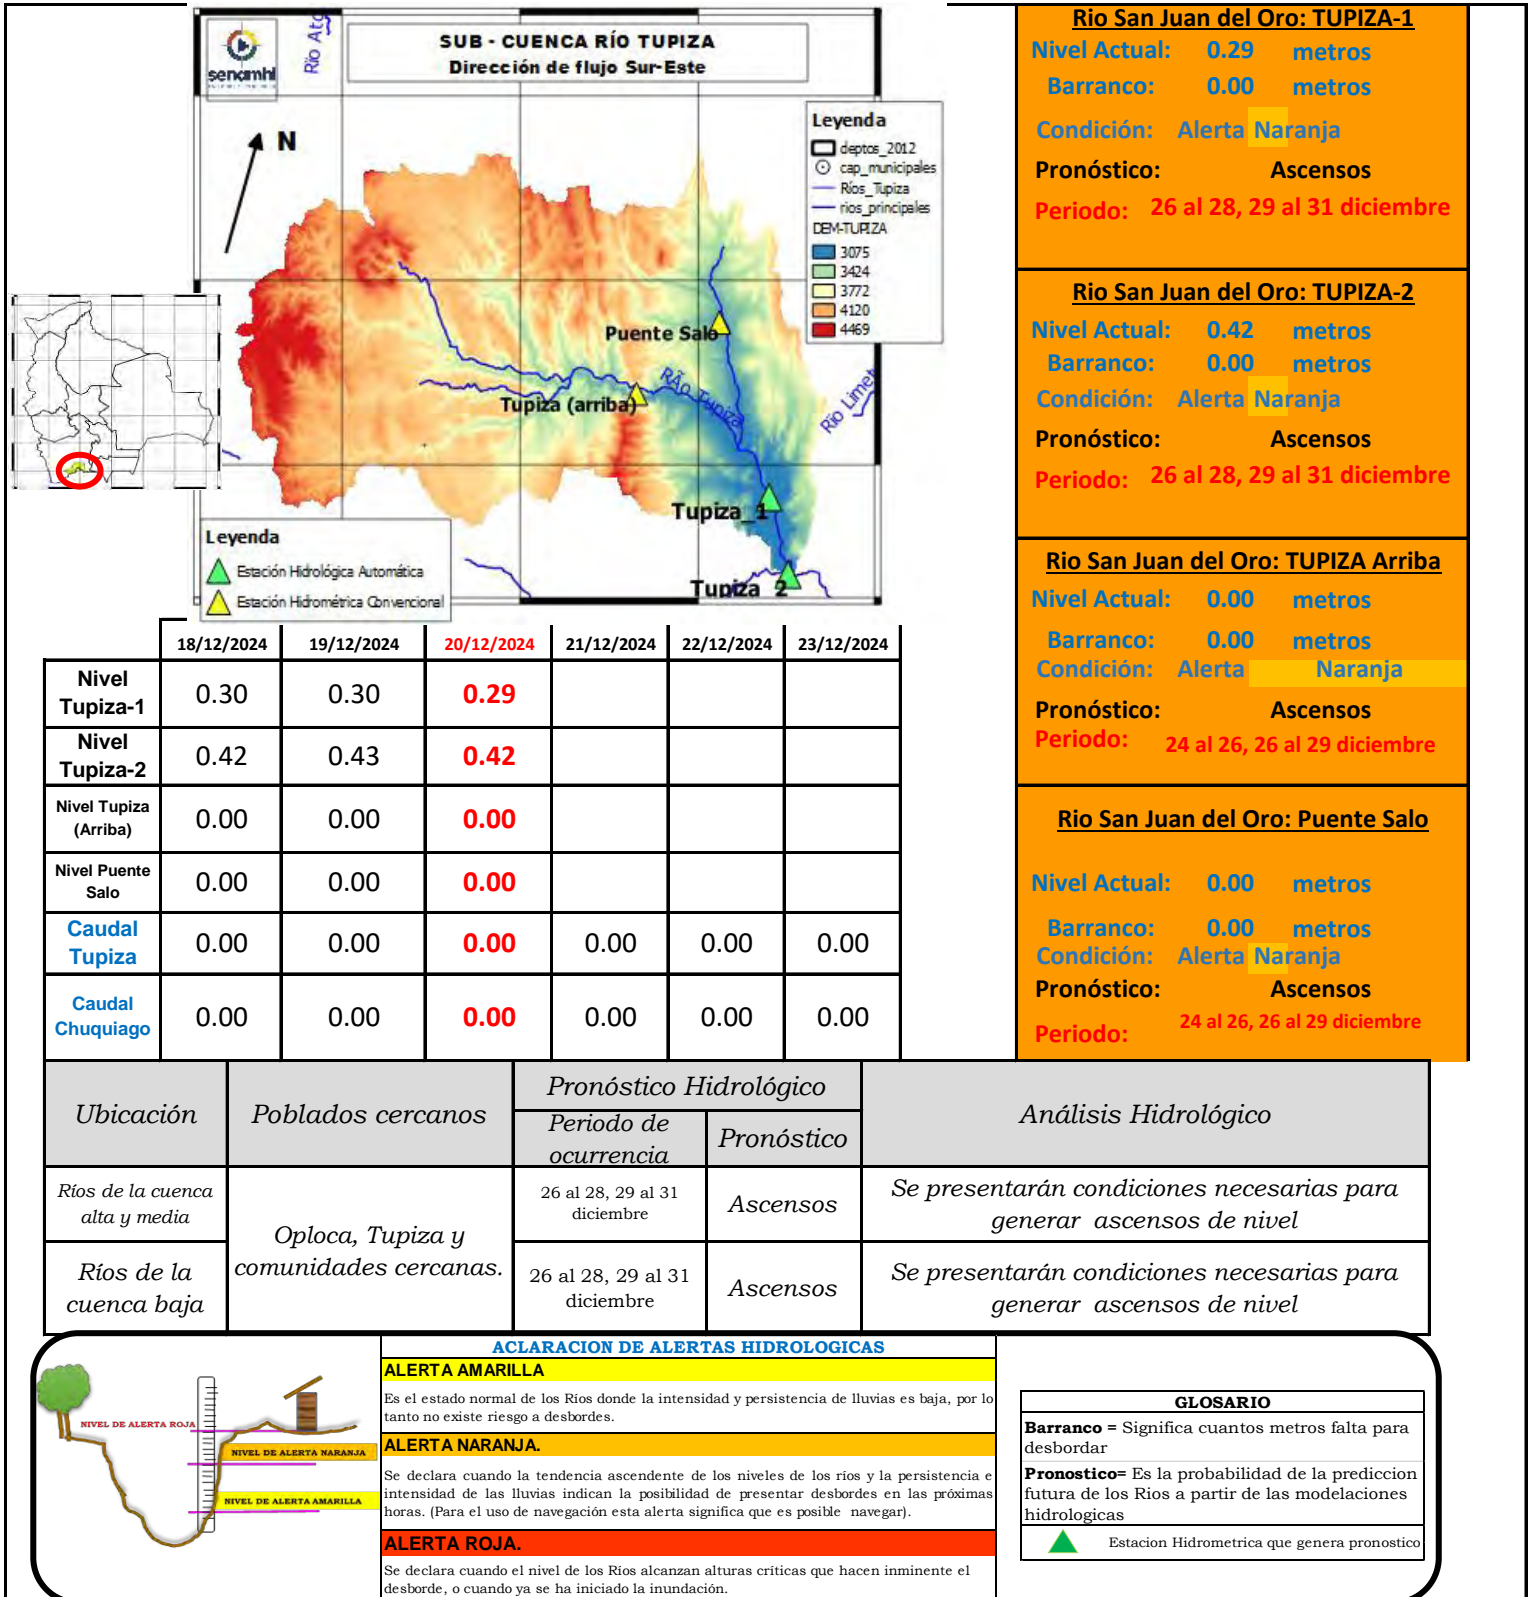 senamhi
Rio San Juan del Oro: TUPIZA-1
Nivel Actual: 0.29 metros
Barranco: 0.00 metros
Condición: Alerta Naranja
Pronóstico: Ascensos
Periodo: 26 al 28, 29 al 31 diciembre
Rio San Juan del Oro: TUPIZA-2
Nivel Actual: 0.42 metros
Barranco: 0.00 metros
Condición: Alerta Naranja
Pronóstico: Ascensos
Periodo: 26 al 28, 29 al 31 diciembre
Rio San Juan del Oro: TUPIZA Arriba
Nivel Actual: 0.00 metros
Barranco: 0.00 metros
Condición: Alerta Naranja
Pronóstico: Ascensos
Periodo: 24 al 26, 26 al 29 diciembre
Rio San Juan del Oro: Puente Salo
Nivel Actual: 0.00 metros
Barranco: 0.00 metros
Condición: Alerta Naranja
Pronóstico: Ascensos
Periodo: 24 al 26, 26 al 29 diciembre
SUB - CUENCA RÍO TUPIZA
Dirección de flujo Sur-Este
N
Leyenda
deptos_2012
cap_municipales
Ríos_Tupiza
rios_principales
DEM-TUPIZA
3075
3424
3772
4120
4469
Puente Salo
RÃo Tupiza
Tupiza (arriba)
Tupiza_1
Tupiza_2
Leyenda
Estación Hidrológica Automática
Estación Hidrométrica Convencional
18/12/2024 19/12/2024 20/12/2024 21/12/2024 22/12/2024 23/12/2024
Nivel
Tupiza-1 0.30 0.30 0.29
Nivel
Tupiza-2 0.42 0.43 0.42
Nivel Tupiza
(Arriba) 0.00 0.00 0.00
Nivel Puente
Salo 0.00 0.00 0.00
Caudal
Tupiza 0.00 0.00 0.00 0.00 0.00 0.00
Caudal
Chuquiago 0.00 0.00 0.00 0.00 0.00 0.00
Ubicación
Poblados cercanos
Pronóstico Hidrológico
Periodo de
ocurrencia
Pronóstico
Análisis Hidrológico
Ríos de la cuenca
alta y media
Oploca, Tupiza y
comunidades cercanas.
26 al 28, 29 al 31
diciembre
Ascensos
Se presentarán condiciones necesarias para
generar ascensos de nivel
Ríos de la
cuenca baja
26 al 28, 29 al 31
diciembre
Ascensos
Se presentarán condiciones necesarias para
generar ascensos de nivel
NIVEL DE ALERTA ROJA
NIVEL DE ALERTA NARANJA
NIVEL DE ALERTA AMARILLA
ACLARACION DE ALERTAS HIDROLOGICAS
ALERTA AMARILLA
Es el estado normal de los Ríos donde la intensidad y persistencia de lluvias es baja, por lo
tanto no existe riesgo a desbordes.
ALERTA NARANJA.
Se declara cuando la tendencia ascendente de los niveles de los ríos y la persistencia e
intensidad de las lluvias indican la posibilidad de presentar desbordes en las próximas
horas. (Para el uso de navegación esta alerta significa que es posible navegar).
ALERTA ROJA.
Se declara cuando el nivel de los Ríos alcanzan alturas críticas que hacen inminente el
desborde, o cuando ya se ha iniciado la inundación.
GLOSARIO
Barranco = Significa cuantos metros falta para
desbordar
Pronostico= Es la probabilidad de la prediccion
futura de los Rios a partir de las modelaciones
hidrologicas
Estacion Hidrometrica que genera pronostico